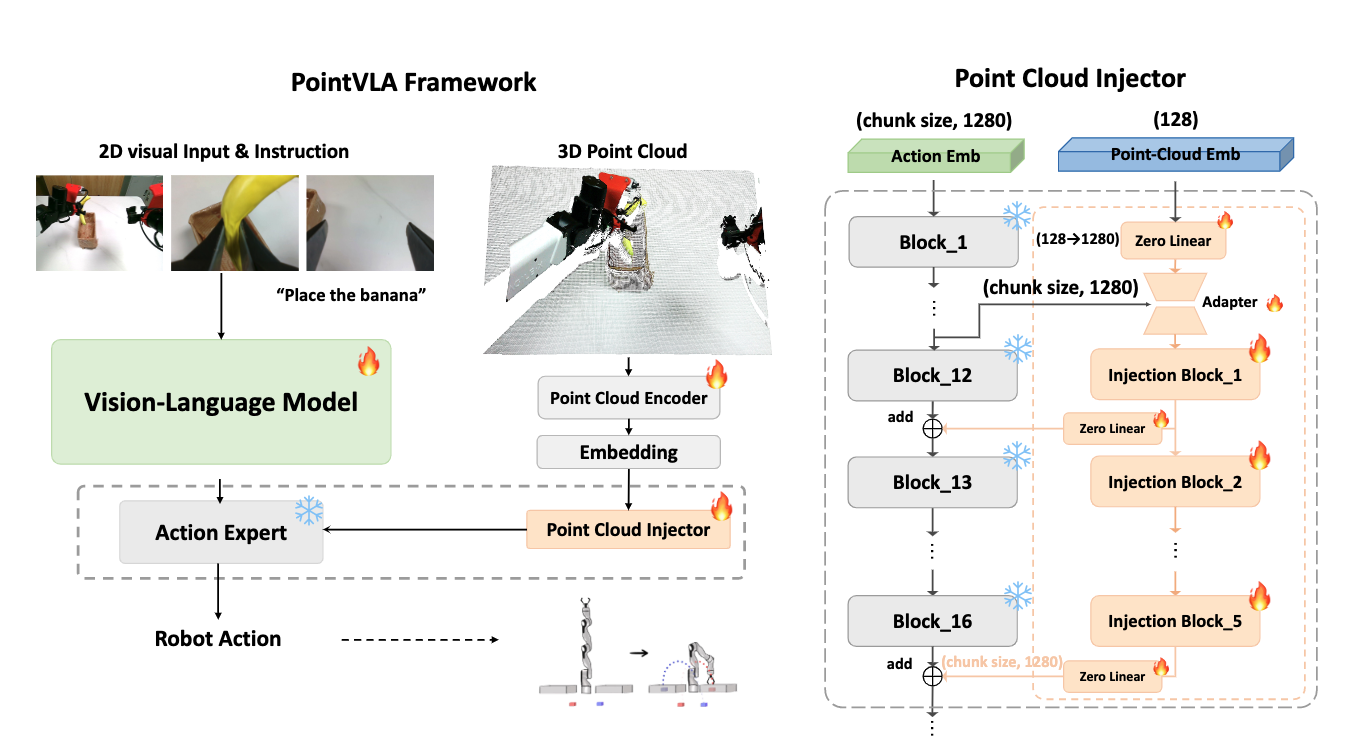 PointVLA Framework
2D visual Input & Instruction
3D Point Cloud
“Place the banana”
Vision-Language Model
Point Cloud Encoder
Embedding
Action Expert
Point Cloud Injector
Robot Action
Point Cloud Injector
(chunk size, 1280)
(128)
Action Emb
Point-Cloud Emb
Block_1
(128→1280)
Zero Linear
(chunk size, 1280)
Adapter
Block_12
Injection Block_1
add
Zero Linear
Block_13
Injection Block_2
Block_16
Injection Block_5
add
(chunk size, 1280)
Zero Linear